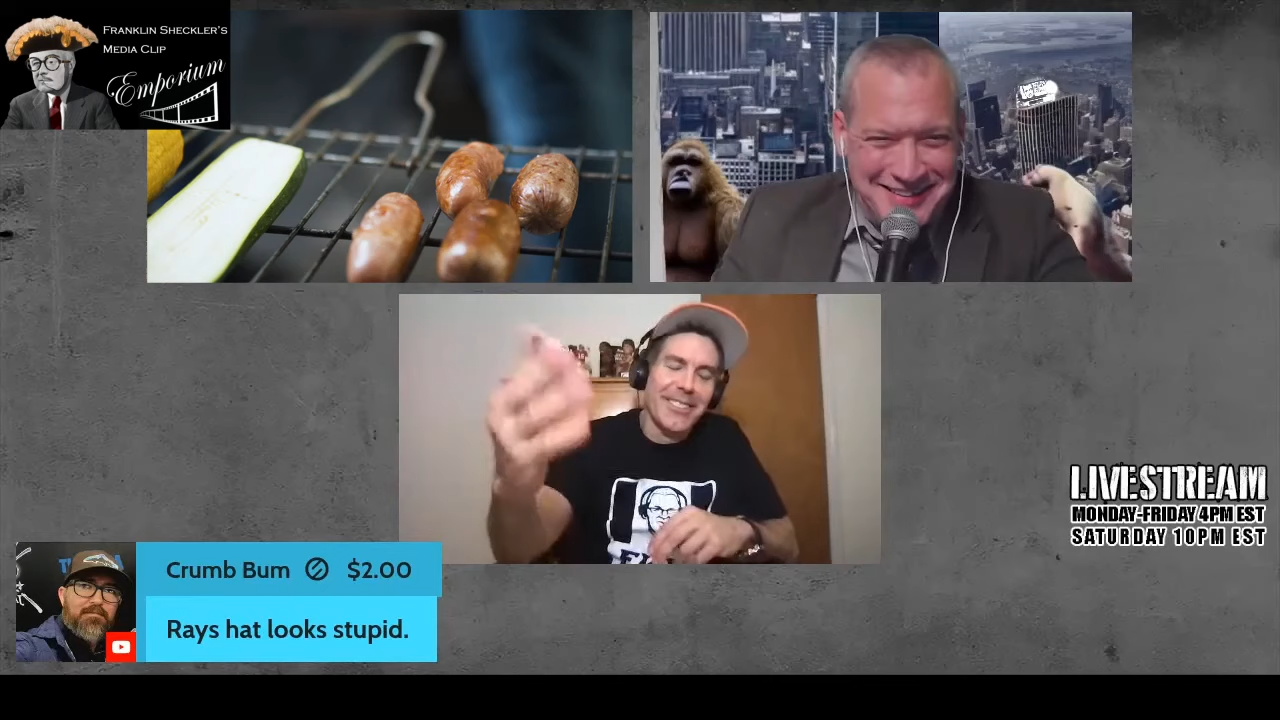 FRANKLIN SHECKLER'S
MEDIA CLIP
Emporium
LIVESTREAM
MONDAY-FRIDAY 4PM EST
SATURDAY 10PM EST
Crumb Bum $2.00
Rays hat looks stupid.